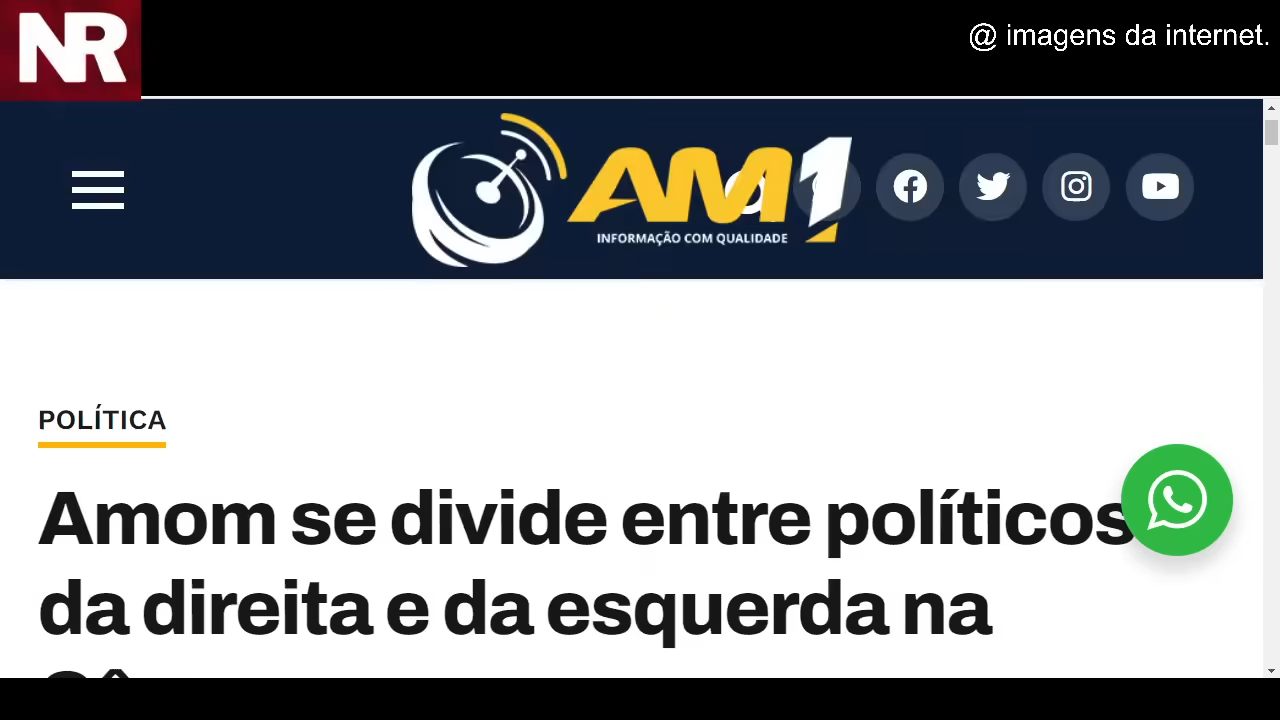 NR
@ imagens da internet.
AM1
INFORMAÇÃO COM QUALIDADE
POLÍTICA
Amom se divide entre políticos
da direita e da esquerda na